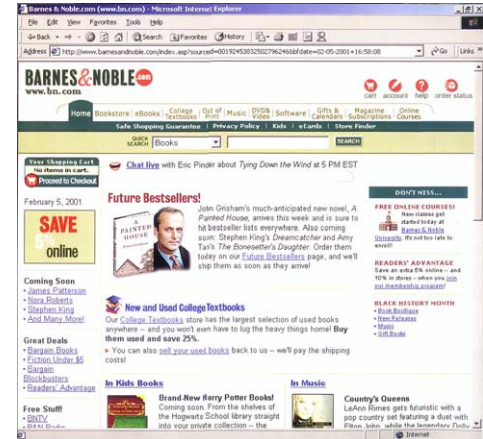 Barnes & Noble.com (www.bn.com) - Microsoft Internet Explorer
File Edit View Favorites Tools Help
Back Search Favorites History
Address http://www.barnesandnoble.com/index.asp? Go Links »
BARNES&NOBLE.com
www.bn.com
cart account help order status
Home Bookstore eBooks College Textbooks Out of Print Music DVD& Video Software Gifts & Calendars Magazine Subscriptions Online Courses
Safe Shopping Guarantee | Privacy Policy | Kids | eCards | Store Finder
QUICK SEARCH Books SEARCH
Your Shopping Cart
No items in cart.
Proceed to Checkout
February 5, 2001
SAVE
5%
online
Coming Soon
• James Patterson
• Nora Roberts
• Stephen King
• And Many More!
Great Deals
• Bargain Books
• Fiction Under $5
• Bargain
Blockbusters
• Readers' Advantage
Free Stuff!
• BNTV
Chat live with Eric Pinder about Tying Down the Wind at 5 PM EST
Future Bestsellers!
A
PAINTED
HOUSE
John Grisham's much-anticipated new novel, A
Painted House, arrives this week and is sure to
hit bestseller lists everywhere. Also coming
soon: Stephen King's Dreamcatcher and Amy
Tan's The Bonesetter's Daughter. Order them
today on our Future Bestsellers page, and we'll
ship them as soon as they arrive!
New and Used College Textbooks
Our College Textbooks store has the largest selection of used books
anywhere -- and you won't even have to lug the heavy things home! Buy
them used and save 25%.
» You can also sell your used books back to us -- we'll pay the shipping
costs!
In Kids Books
Brand-New Harry Potter Books!
Coming soon: From the shelves of
the Hogwarts School library straight
into your private collection -- the
In Music
Country's Queens
LeAnn Rimes gets futuristic with a
pop country set featuring a duet with
Elton John, while the legendary Dolly
DON'T MISS...
FREE ONLINE COURSES!
New classes get
started today at
Barnes & Noble
University. It's not too late to
enroll!
READERS' ADVANTAGE
Save an extra 5% online -- and
10% in stores -- when you join
our membership program!
BLACK HISTORY MONTH
• Book Boutique
• New Releases
• Music
• Gift Books
Internet